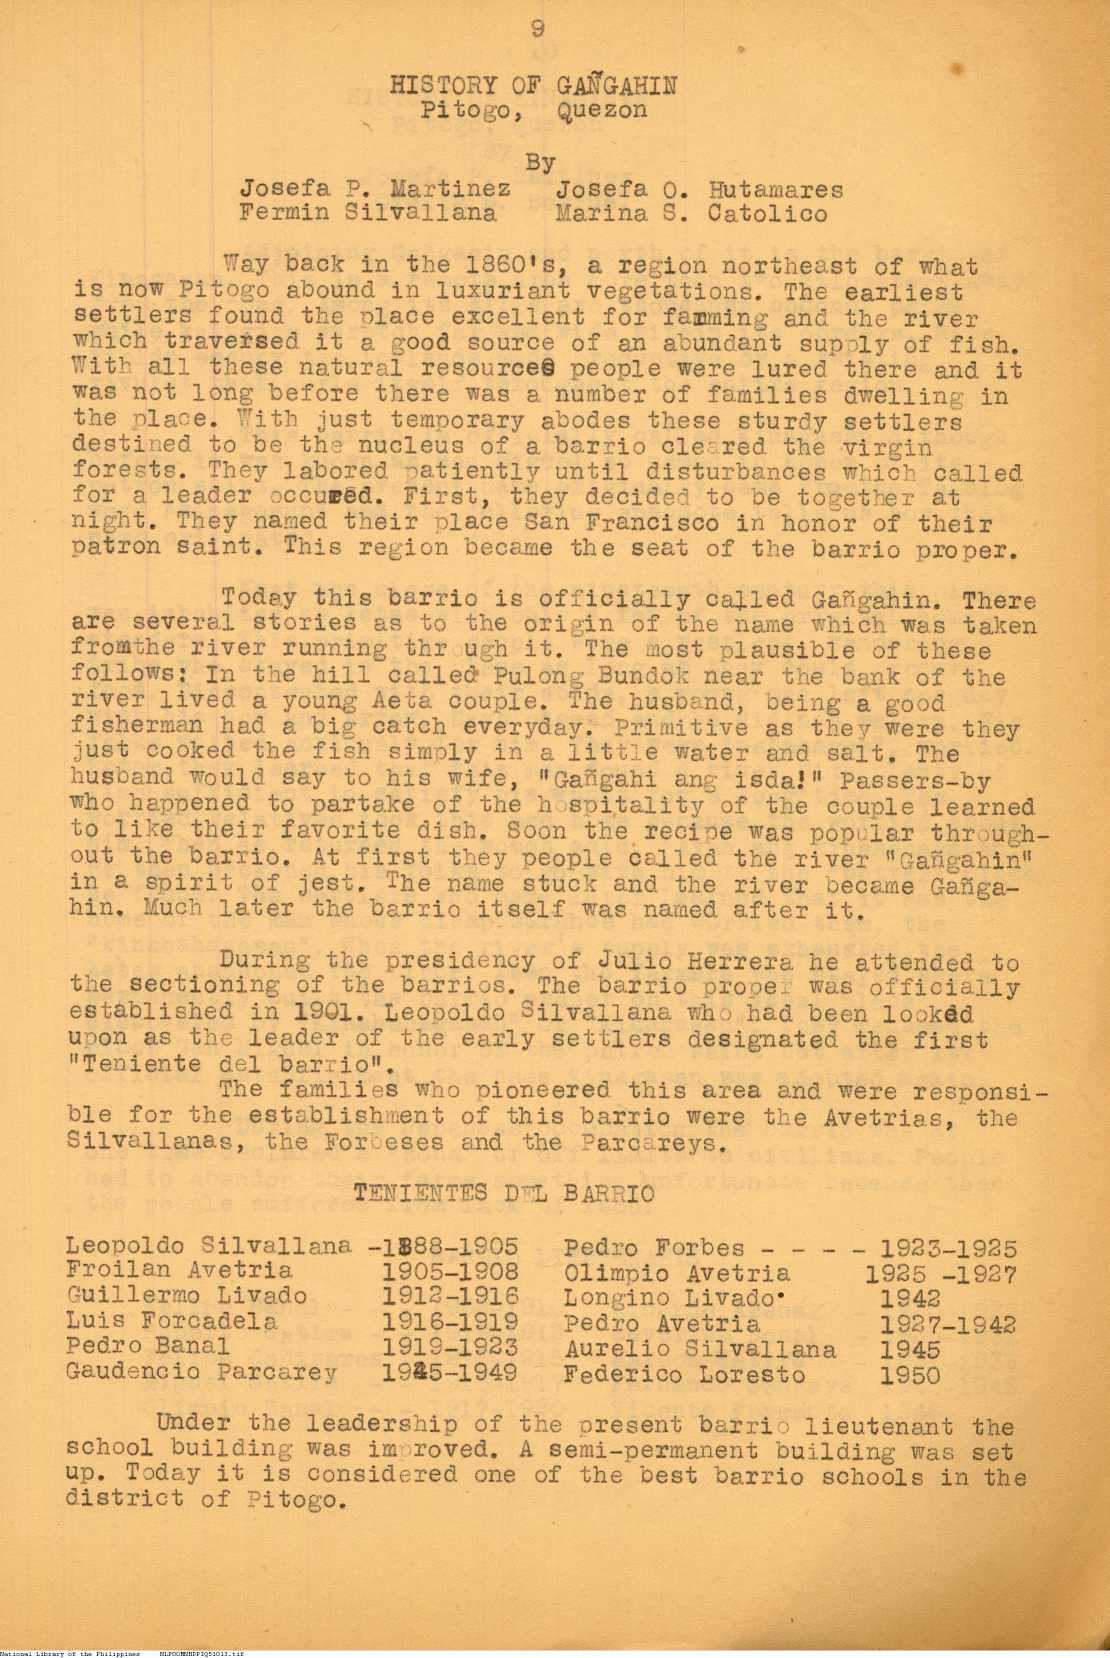 9
HISTORY OF GAÑGAHIN
Pitogo, Quezon
By
Josefa P. Martinez Josefa O. Hutamares
Fermin Silvallana Marina S. Catolico
Way back in the 1860's, a region northeast of what
is now Pitogo abound in luxuriant vegetations. The earliest
settlers found the place excellent for farming and the river
which traversed it a good source of an abundant supply of fish.
With all these natural resources people were lured there and it
was not long before there was a number of families dwelling in
the place. With just temporary abodes these sturdy settlers
destined to be the nucleus of a barrio cleared the virgin
forests. They labored patiently until disturbances which called
for a leader occured. First, they decided to be together at
night. They named their place San Francisco in honor of their
patron saint. This region became the seat of the barrio proper.
Today this barrio is officially called Gañgahin. There
are several stories as to the origin of the name which was taken
fromthe river running through it. The most plausible of these
follows: In the hill called Pulong Bundok near the bank of the
river lived a young Aeta couple. The husband, being a good
fisherman had a big catch everyday. Primitive as they were they
just cooked the fish simply in a little water and salt. The
husband would say to his wife, "Gañgahi ang isda!" Passers-by
who happened to partake of the hospitality of the couple learned
to like their favorite dish. Soon the recipe was popular through-
out the barrio. At first they people called the river "Gañgahin"
in a spirit of jest. The name stuck and the river became Gañga-
hin. Much later the barrio itself was named after it.
During the presidency of Julio Herrera he attended to
the sectioning of the barrios. The barrio proper was officially
established in 1901. Leopoldo Silvallana who had been looked
upon as the leader of the early settlers designated the first
"Teniente del barrio".
The families who pioneered this area and were responsi-
ble for the establishment of this barrio were the Avetrias, the
Silvallanas, the Forbeses and the Parcareys.
TENIENTES DEL BARRIO
Leopoldo Silvallana -1888-1905 Pedro Forbes - - - - 1923-1925
Froilan Avetria 1905-1908 Olimpio Avetria 1925 -1927
Guillermo Livado 1912-1916 Longino Livado 1942
Luis Forcadela 1916-1919 Pedro Avetria 1927-1942
Pedro Banal 1919-1923 Aurelio Silvallana 1945
Gaudencio Parcarey 1945-1949 Federico Loresto 1950
Under the leadership of the present barrio lieutenant the
school building was improved. A semi-permanent building was set
up. Today it is considered one of the best barrio schools in the
district of Pitogo.
National Library of the Philippines NLPOOMNHDPIQ51013.tif